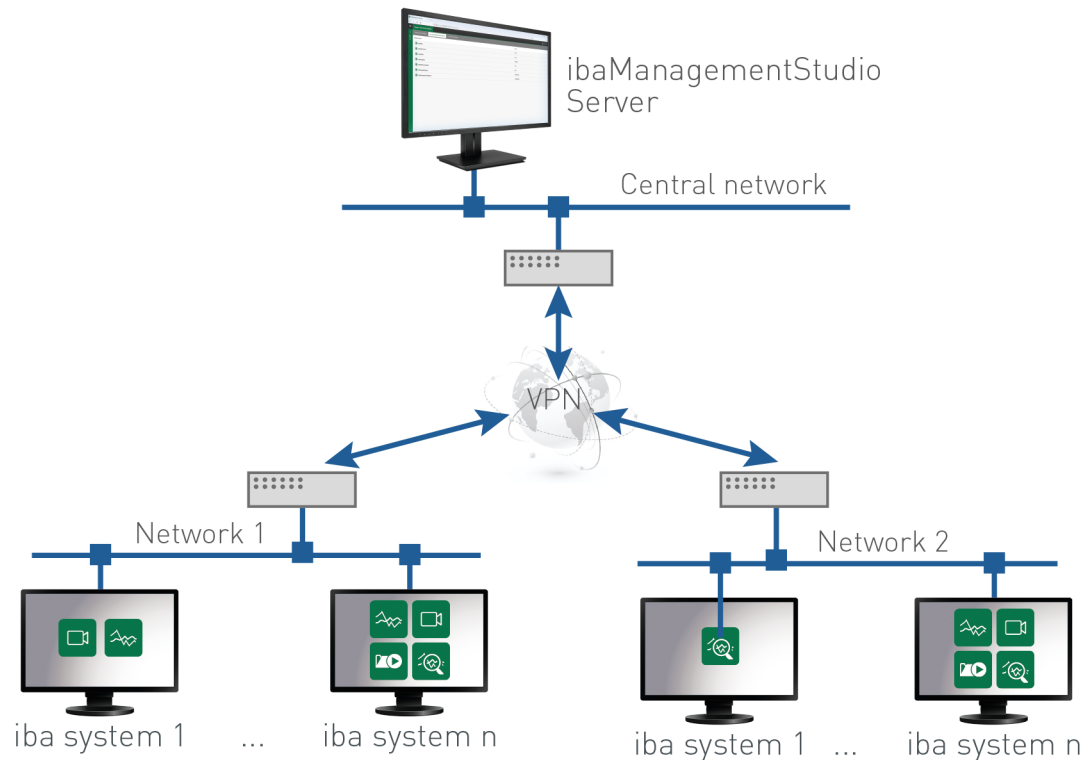 ibaManagementStudio
Server
Central network
VPN
Network 1
Network 2
iba system 1
...
iba system n
iba system 1
...
iba system n